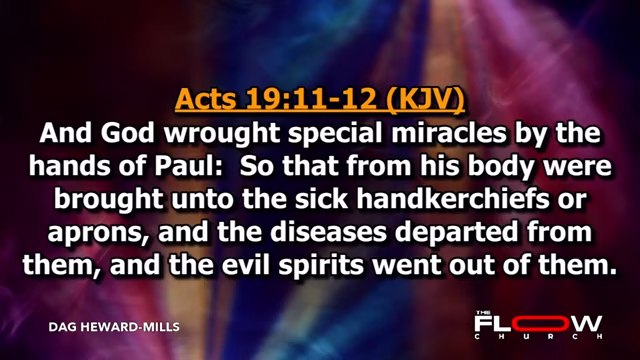 Acts 19:11-12 (KJV)
And God wrought special miracles by the
hands of Paul:  So that from his body were
brought unto the sick handkerchiefs or
aprons, and the diseases departed from
them, and the evil spirits went out of them.
DAG HEWARD-MILLS
THE
FLOW
CHURCH